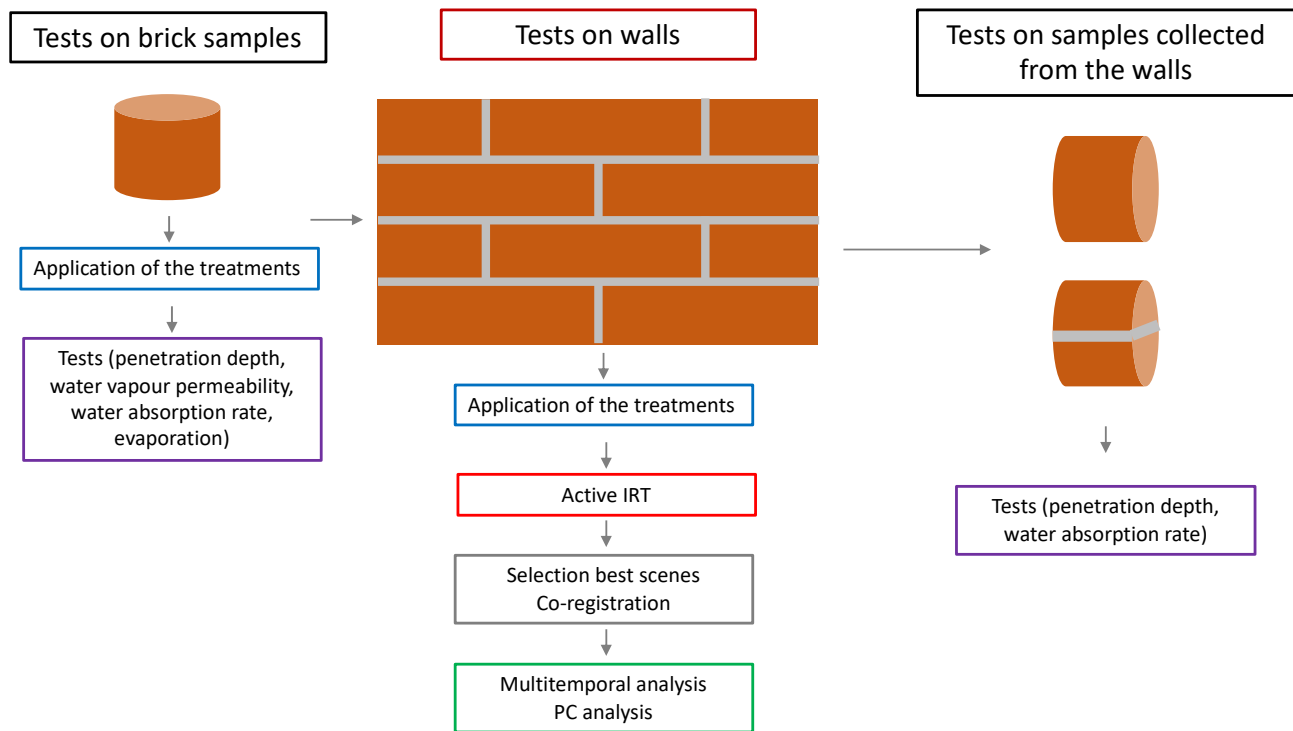 Tests on brick samples
Application of the treatments
Tests (penetration depth,
water vapour permeability,
water absorption rate,
evaporation)
Tests on walls
Application of the treatments
Active IRT
Selection best scenes
Co-registration
Multitemporal analysis
PC analysis
Tests on samples collected
from the walls
Tests (penetration depth,
water absorption rate)